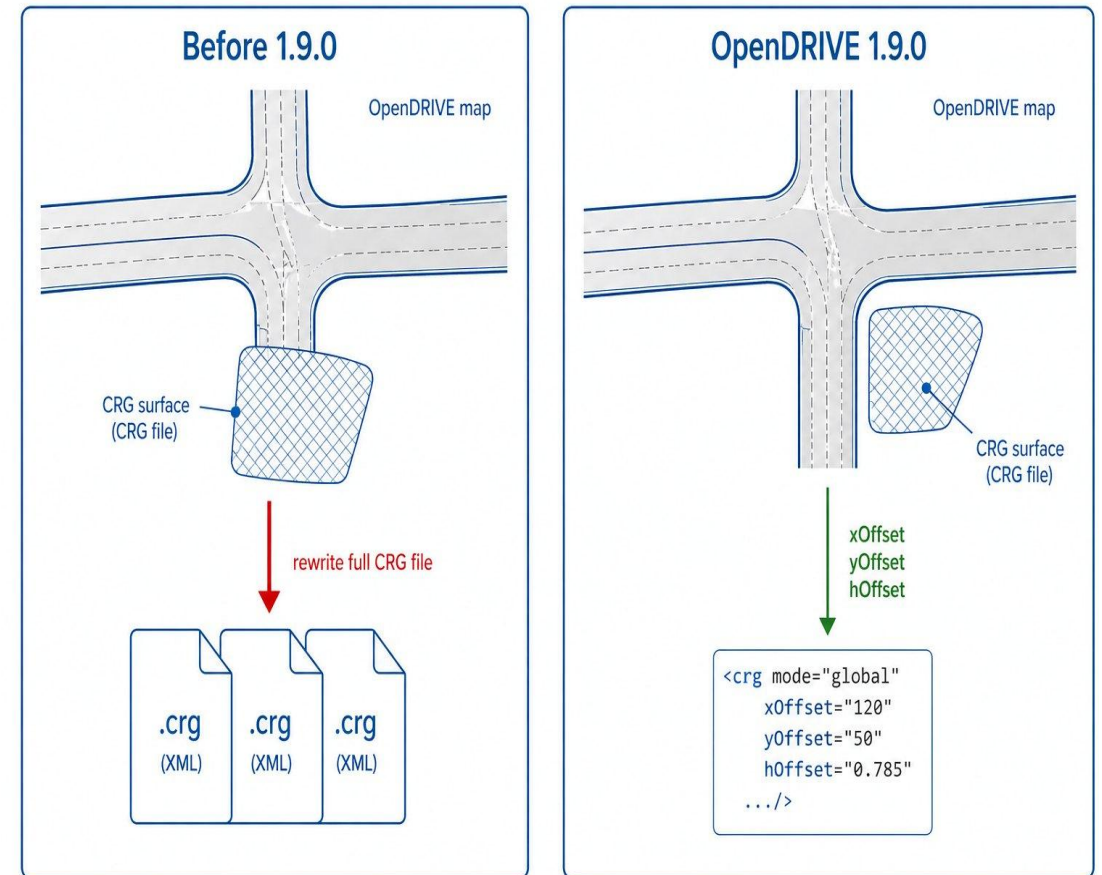 Before 1.9.0
OpenDRIVE map
CRG surface
(CRG file)
rewrite full CRG file
.crg
(XML)
.crg
(XML)
.crg
(XML)
OpenDRIVE 1.9.0
OpenDRIVE map
CRG surface
(CRG file)
xOffset
yOffset
hOffset
<crg mode="global"
xOffset="120"
yOffset="50"
hOffset="0.785"
.../>